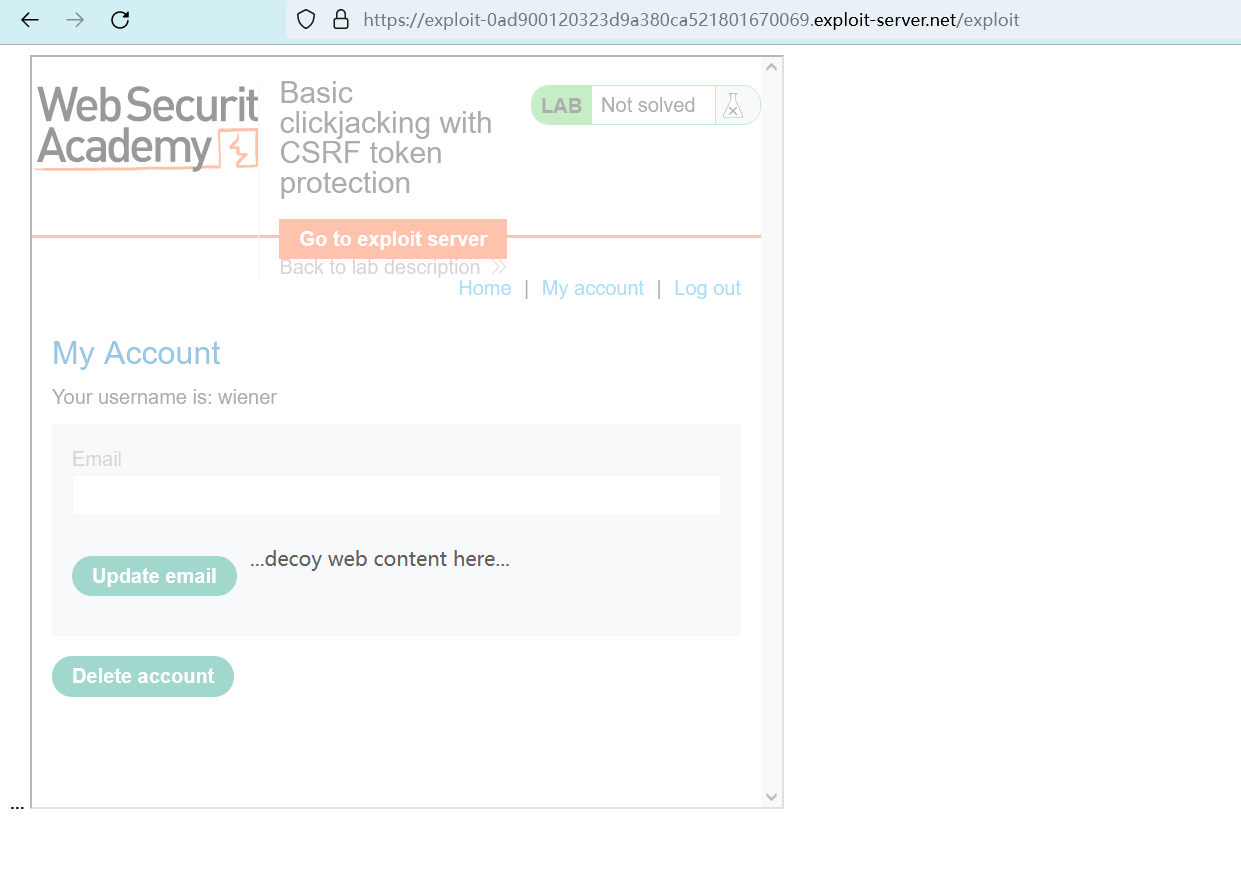 https://exploit-0ad900120323d9a380ca521801670069.exploit-server.net/exploit
Web Securit
Academy
Basic
clickjacking with
CSRF token
protection
LAB Not solved
Go to exploit server
Back to lab description
Home | My account | Log out
My Account
Your username is: wiener
Email
...decoy web content here...
Update email
Delete account
...